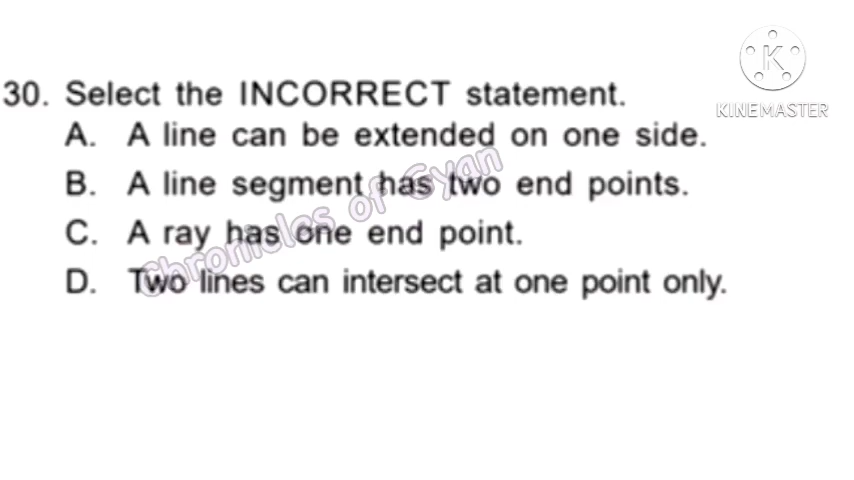 K
KINEMASTER
30. Select the INCORRECT statement.
A. A line can be extended on one side.
B. A line segment has two end points.
C. A ray has one end point.
D. Two lines can intersect at one point only.
Chronicles of Gyan